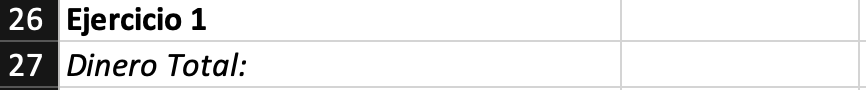 26 Ejercicio 1
27 Dinero Total: